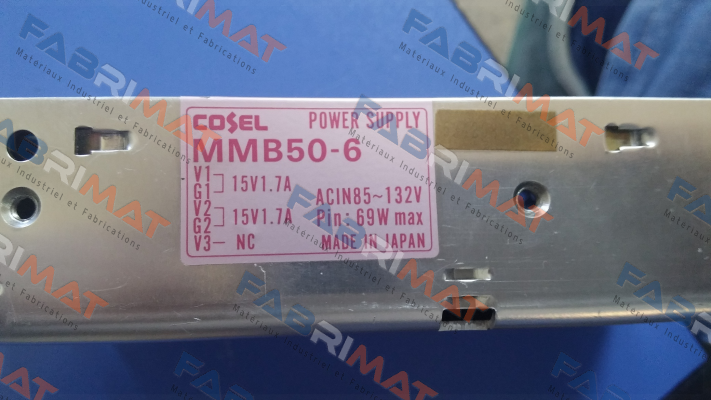 COSEL POWER SUPPLY
MMB50-6
V1
G1 15V1.7A
V2 ACIN85~132V
G2 15V1.7A Pin: 69W max
V3- NC MADE IN JAPAN
FABRIMAT
Materiaux Industriel et Fabrications